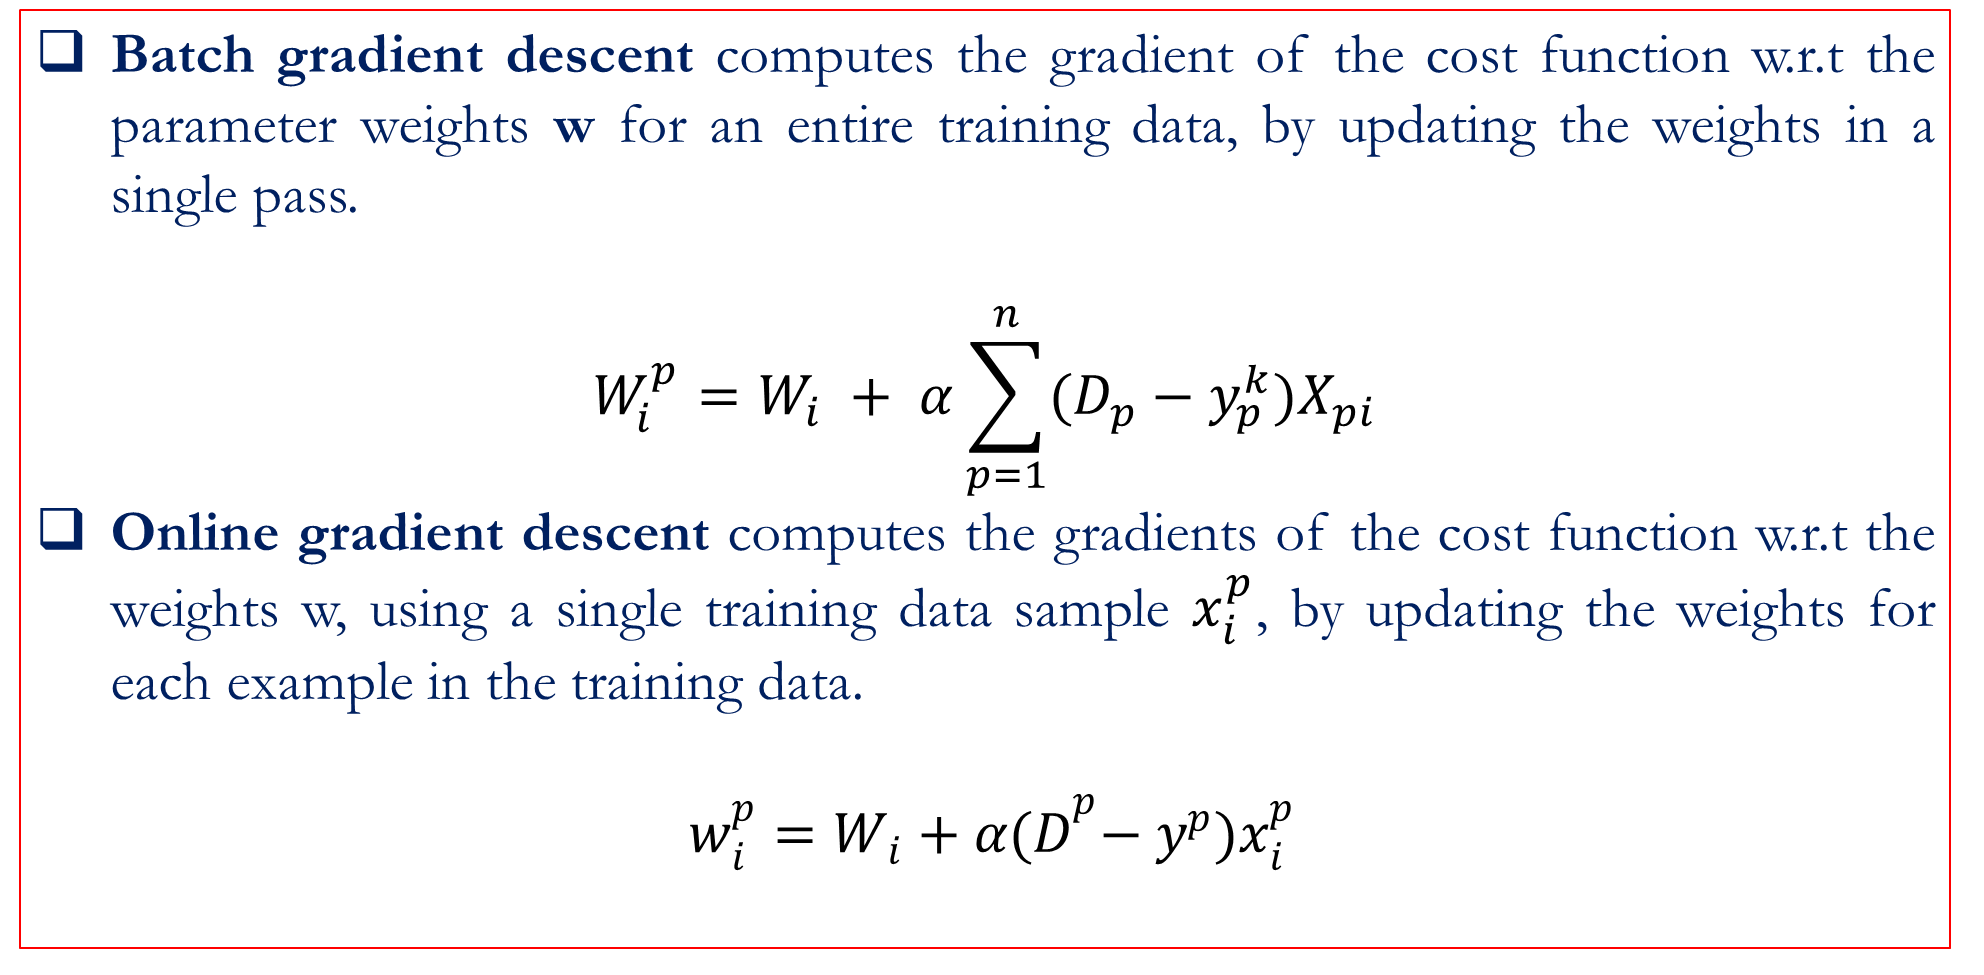 ❑ Batch gradient descent computes the gradient of the cost function w.r.t the
parameter weights w for an entire training data, by updating the weights in a
single pass.
W_i^p = W_i + α ∑_{p=1}^{n} (D_p − y_p^k)X_{pi}
❑ Online gradient descent computes the gradients of the cost function w.r.t the
weights w, using a single training data sample x_i^p, by updating the weights for
each example in the training data.
w_i^p = W_i + α(D^p − y^p)x_i^p